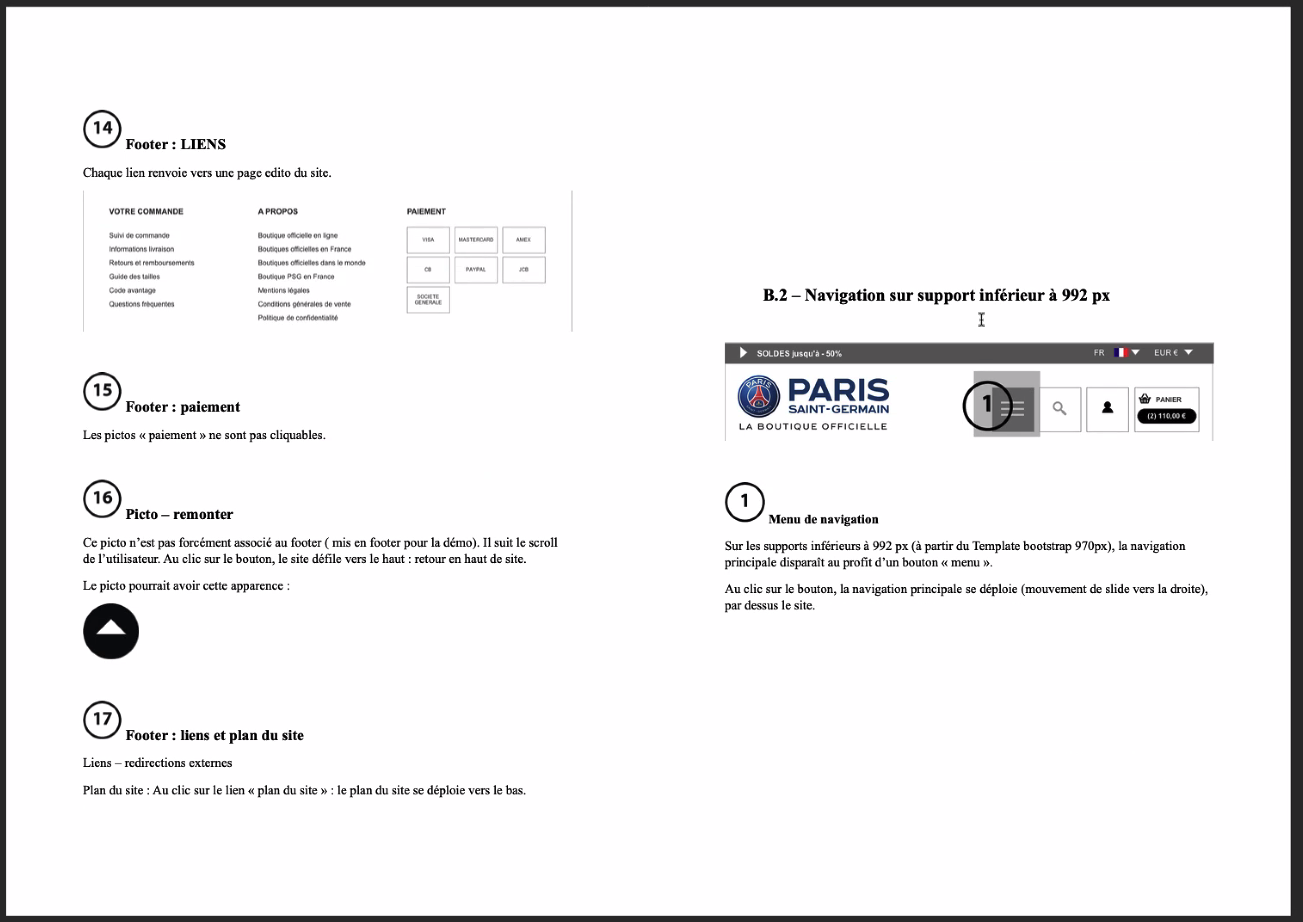 14
Footer : LIENS
Chaque lien renvoie vers une page edito du site.
VOTRE COMMANDE
Suivi de commande
Informations livraison
Retours et remboursements
Guide des tailles
Code avantage
Questions fréquentes
A PROPOS
Boutique officielle en ligne
Boutiques officielles en France
Boutiques officielles dans le monde
Boutique PSG en France
Mentions légales
Conditions générales de vente
Politique de confidentialité
PAIEMENT
VISA
MASTERCARD
AMEX
CB
PAYPAL
JCB
SOCIETE
GENERALE
15
Footer : paiement
Les pictos « paiement » ne sont pas cliquables.
16
Picto – remonter
Ce picto n’est pas forcément associé au footer ( mis en footer pour la démo). Il suit le scroll
de l’utilisateur. Au clic sur le bouton, le site défile vers le haut : retour en haut de site.
Le picto pourrait avoir cette apparence :
17
Footer : liens et plan du site
Liens – redirections externes
Plan du site : Au clic sur le lien « plan du site » : le plan du site se déploie vers le bas.
B.2 – Navigation sur support inférieur à 992 px
SOLDES jusqu'à - 50%
FR
EUR €
PARIS
PARIS
SAINT-GERMAIN
LA BOUTIQUE OFFICIELLE
1
PANIER
(2) 110,00 €
1
Menu de navigation
Sur les supports inférieurs à 992 px (à partir du Template bootstrap 970px), la navigation
principale disparaît au profit d’un bouton « menu ».
Au clic sur le bouton, la navigation principale se déploie (mouvement de slide vers la droite),
par dessus le site.